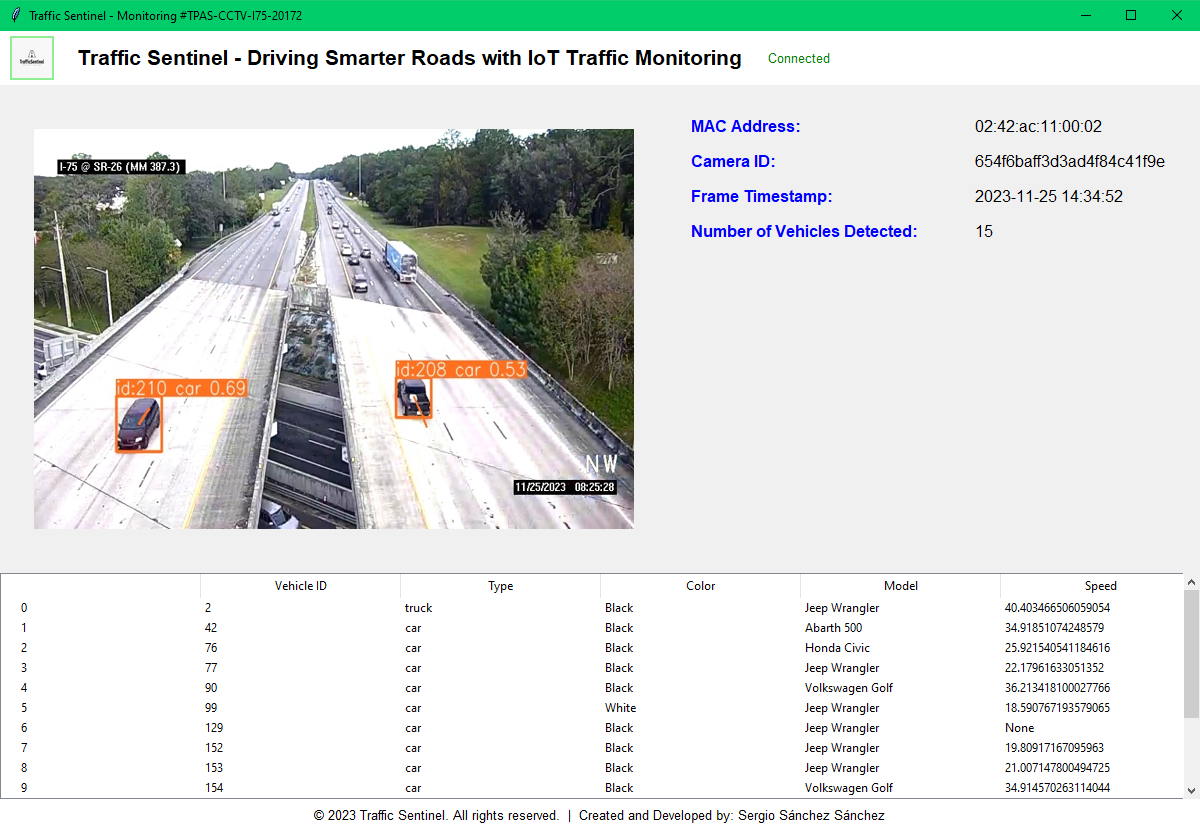 Traffic Sentinel - Monitoring #TPAS-CCTV-I75-20172
TrafficSentinel
Traffic Sentinel - Driving Smarter Roads with IoT Traffic Monitoring
Connected
MAC Address: 02:42:ac:11:00:02
Camera ID: 654f6baff3d3ad4f84c41f9e
Frame Timestamp: 2023-11-25 14:34:52
Number of Vehicles Detected: 15
I-75 @ SR-26 (MM 387.3)
id:208 car 0.53
id:210 car 0.69
NW
11/25/2023 08:25:28
Vehicle ID Type Color Model Speed
0 2 truck Black Jeep Wrangler 40.403466506059054
1 42 car Black Abarth 500 34.91851074248579
2 76 car Black Honda Civic 25.921540541184616
3 77 car Black Jeep Wrangler 22.17961633051352
4 90 car Black Volkswagen Golf 36.213418100027766
5 99 car White Jeep Wrangler 18.590767193579065
6 129 car Black Jeep Wrangler None
7 152 car Black Jeep Wrangler 19.80917167095963
8 153 car Black Jeep Wrangler 21.007147800494725
9 154 car Black Volkswagen Golf 34.914570263114044
© 2023 Traffic Sentinel. All rights reserved. | Created and Developed by: Sergio Sánchez Sánchez